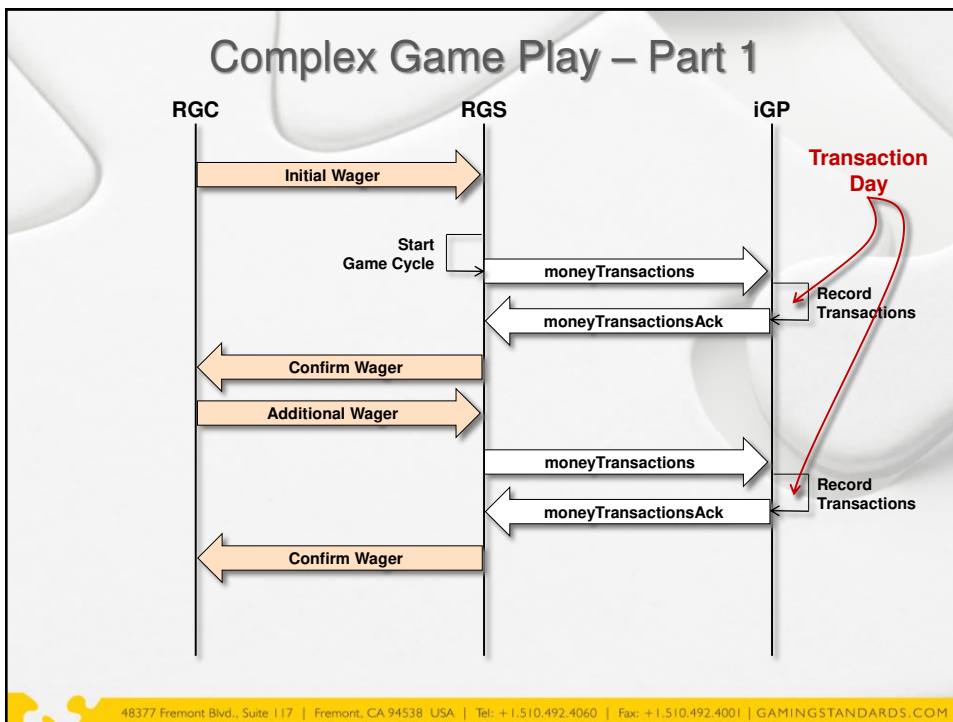 Complex Game Play – Part 1
RGC
RGS
iGP
Transaction
Day
Initial Wager
Start
Game Cycle
moneyTransactions
Record
Transactions
moneyTransactionsAck
Confirm Wager
Additional Wager
moneyTransactions
Record
Transactions
moneyTransactionsAck
Confirm Wager
48377 Fremont Blvd., Suite 117 | Fremont, CA 94538 USA | Tel: +1.510.492.4060 | Fax: +1.510.492.4001 | GAMINGSTANDARDS.COM